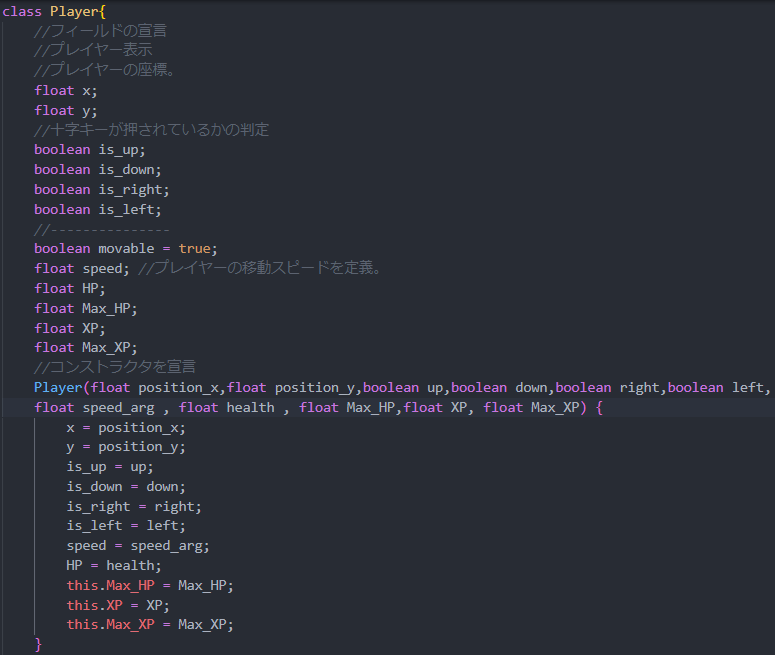 class Player{
//フィールドの宣言
//プレイヤー表示
//プレイヤーの座標。
float x;
float y;
//十字キーが押されているかの判定
boolean is_up;
boolean is_down;
boolean is_right;
boolean is_left;
//---------------
boolean movable = true;
float speed; //プレイヤーの移動スピードを定義。
float HP;
float Max_HP;
float XP;
float Max_XP;
//コンストラクタを宣言
Player(float position_x,float position_y,boolean up,boolean down,boolean right,boolean left,
float speed_arg , float health , float Max_HP,float XP, float Max_XP) {
x = position_x;
y = position_y;
is_up = up;
is_down = down;
is_right = right;
is_left = left;
speed = speed_arg;
HP = health;
this.Max_HP = Max_HP;
this.XP = XP;
this.Max_XP = Max_XP;
}